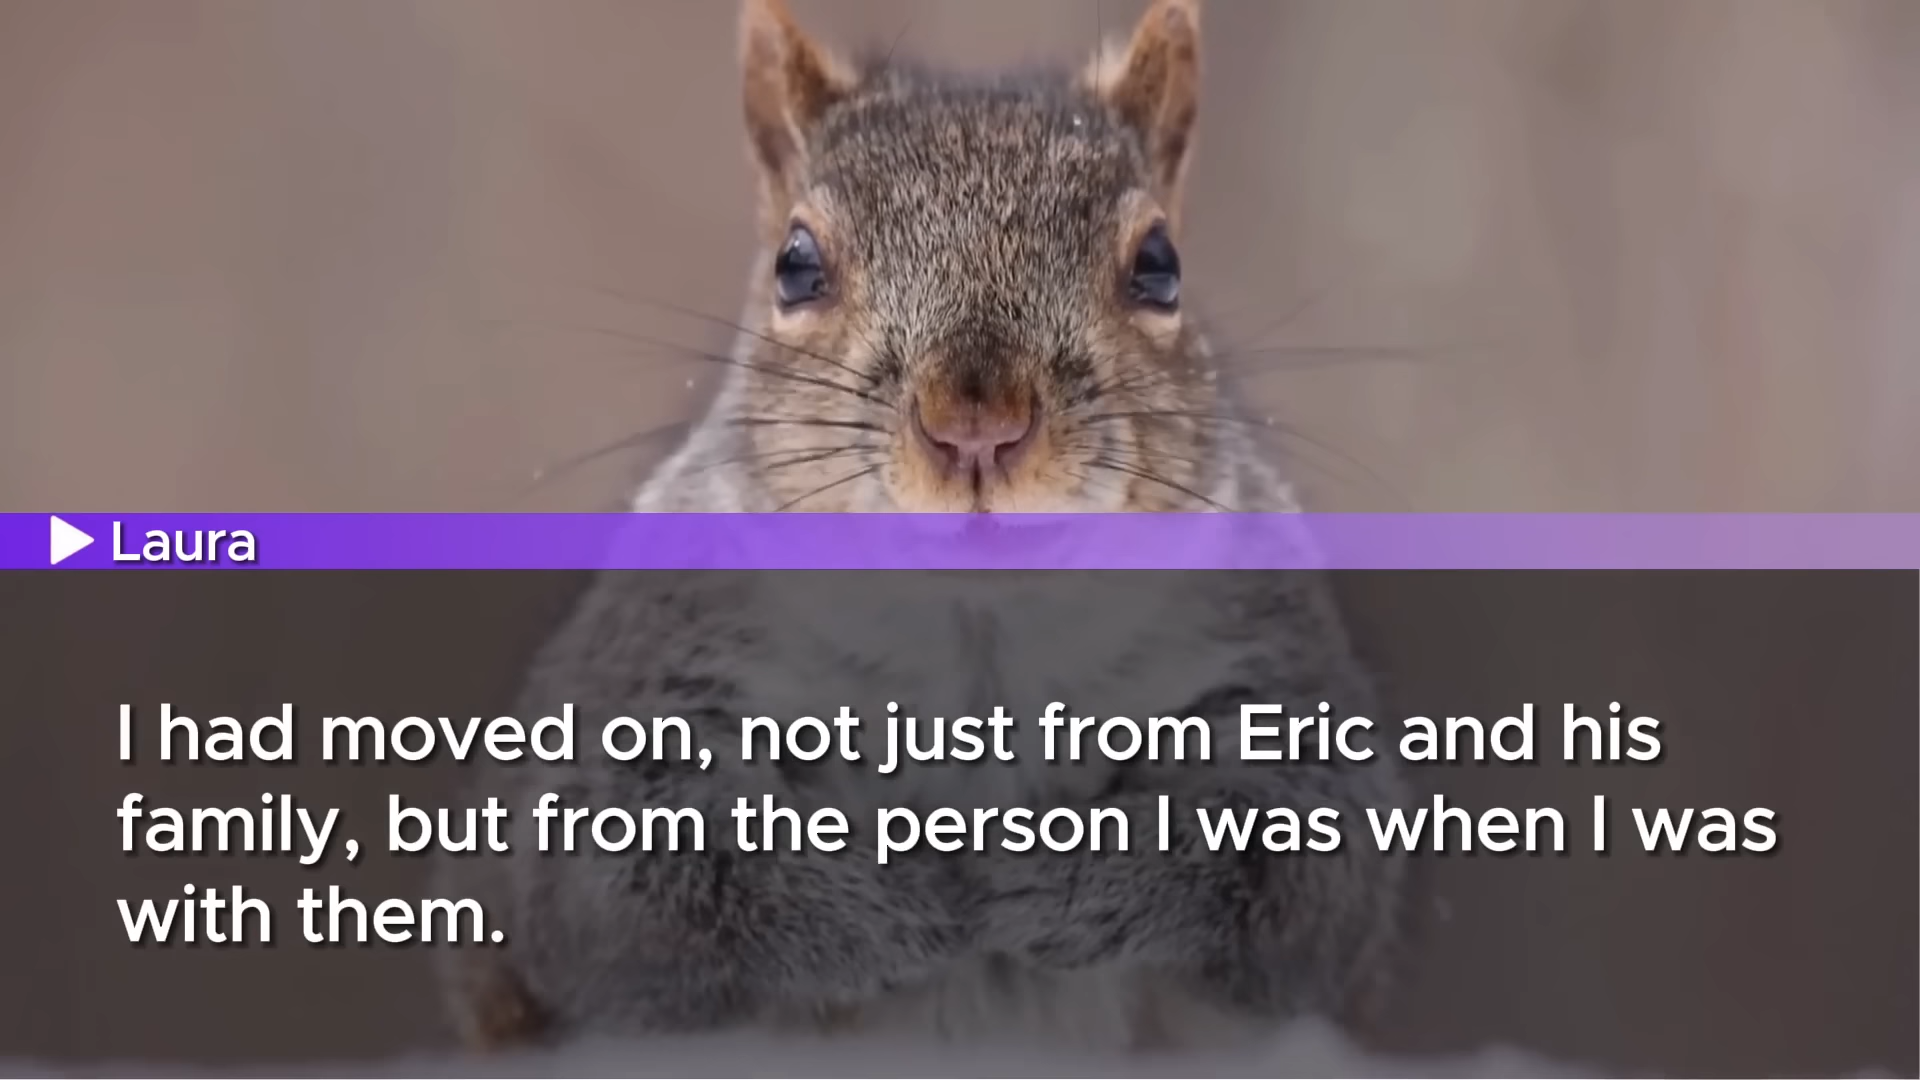 Laura
I had moved on, not just from Eric and his
family, but from the person I was when I was
with them.